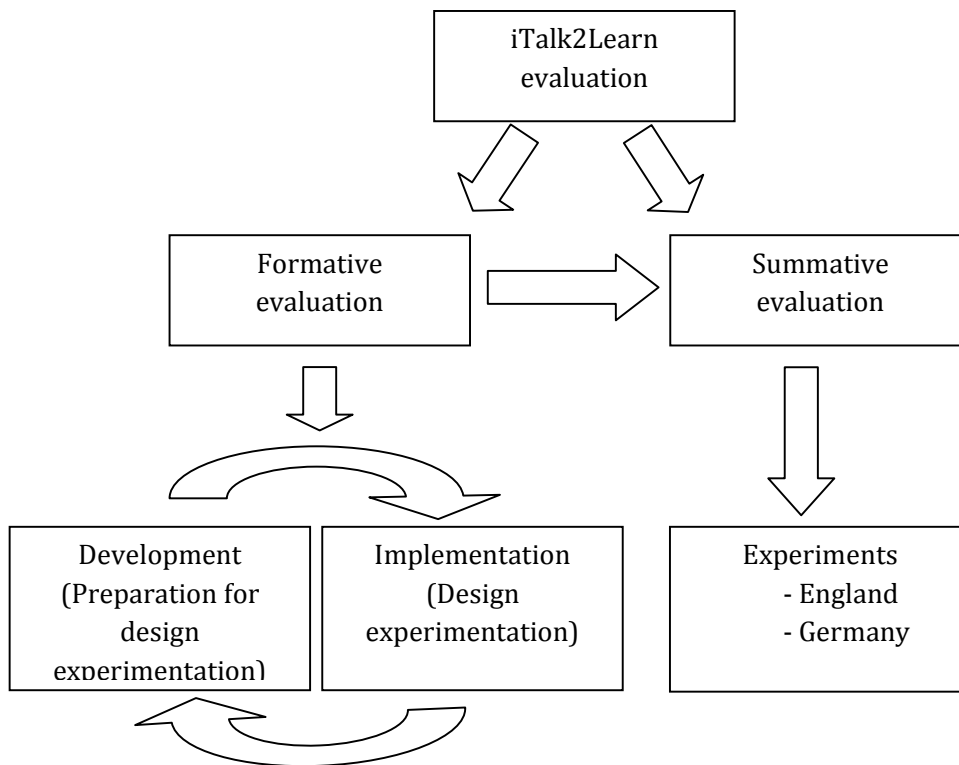 iTalk2Learn
evaluation
Formative
evaluation
Summative
evaluation
Development
(Preparation for
design
experimentation)
Implementation
(Design
experimentation)
Experiments
- England
- Germany